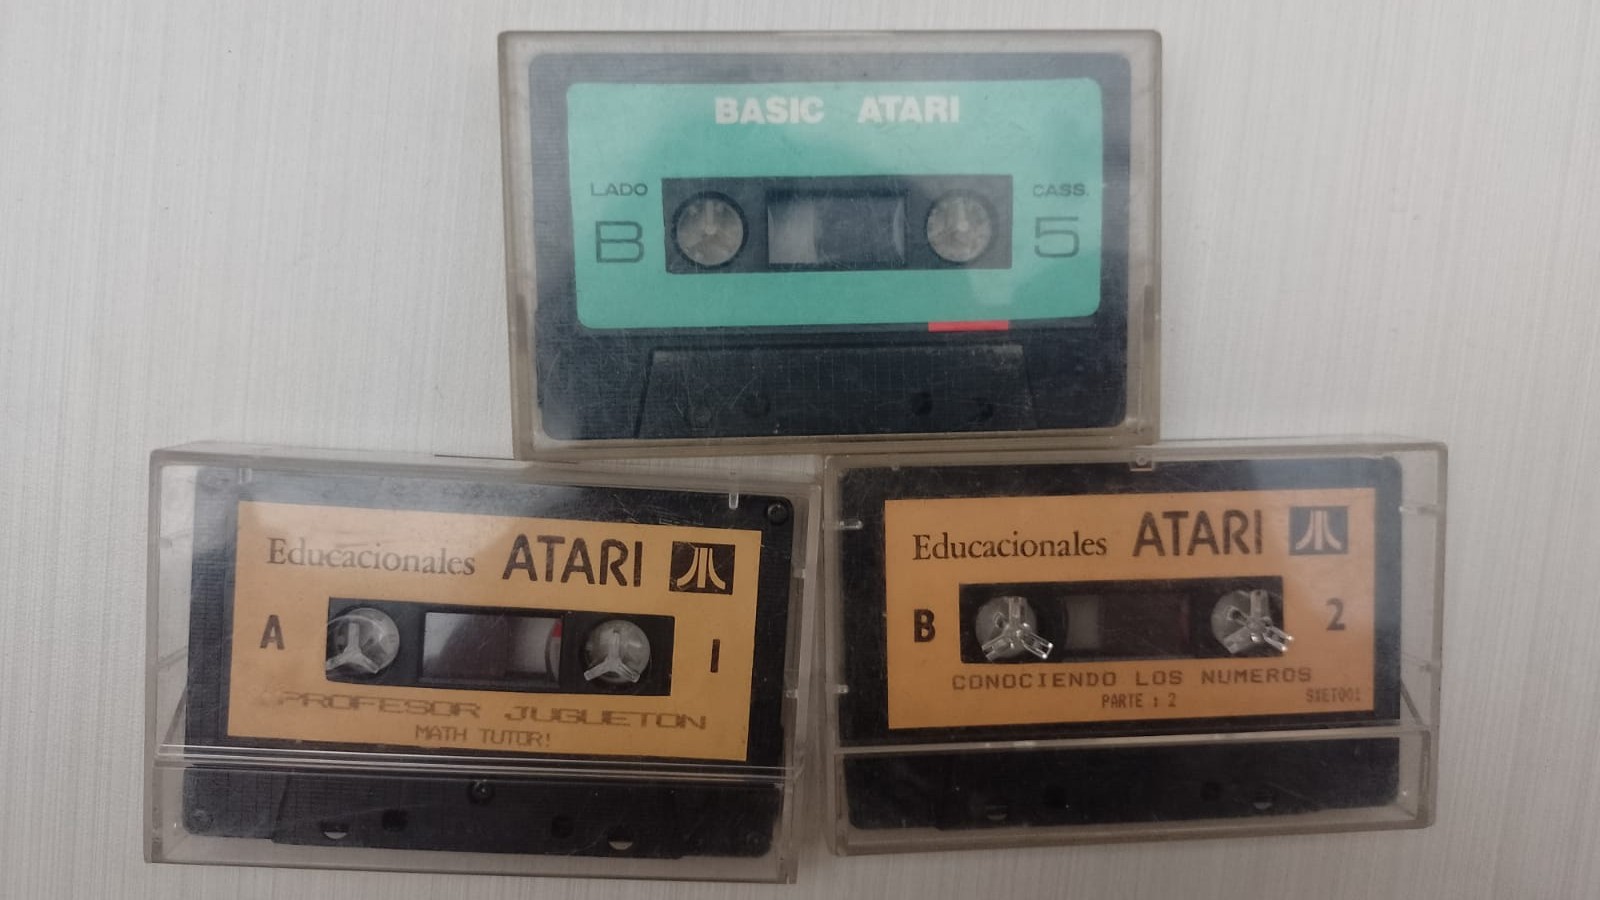 BASIC ATARI
LADO
B
CASS.
5
Educacionales ATARI
A
1
PROFESOR JUGUETON
MATH TUTOR!
Educacionales ATARI
B
2
CONOCIENDO LOS NUMEROS
PARTE : 2